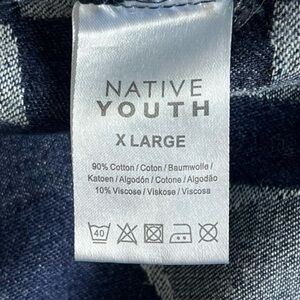 NATIVE
YOUTH
X LARGE
90% Cotton / Coton / Baumwolle /
Katoen / Algodón / Cotone / Algodão
10% Viscose / Viskose / Viscosa
40